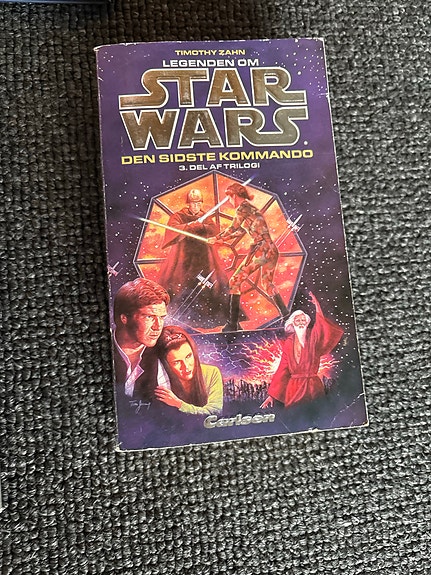 TIMOTHY ZAHN
LEGENDEN OM
STAR
WARS
DEN SIDSTE KOMMANDO
3. DEL AF TRILOGI
Carlsen